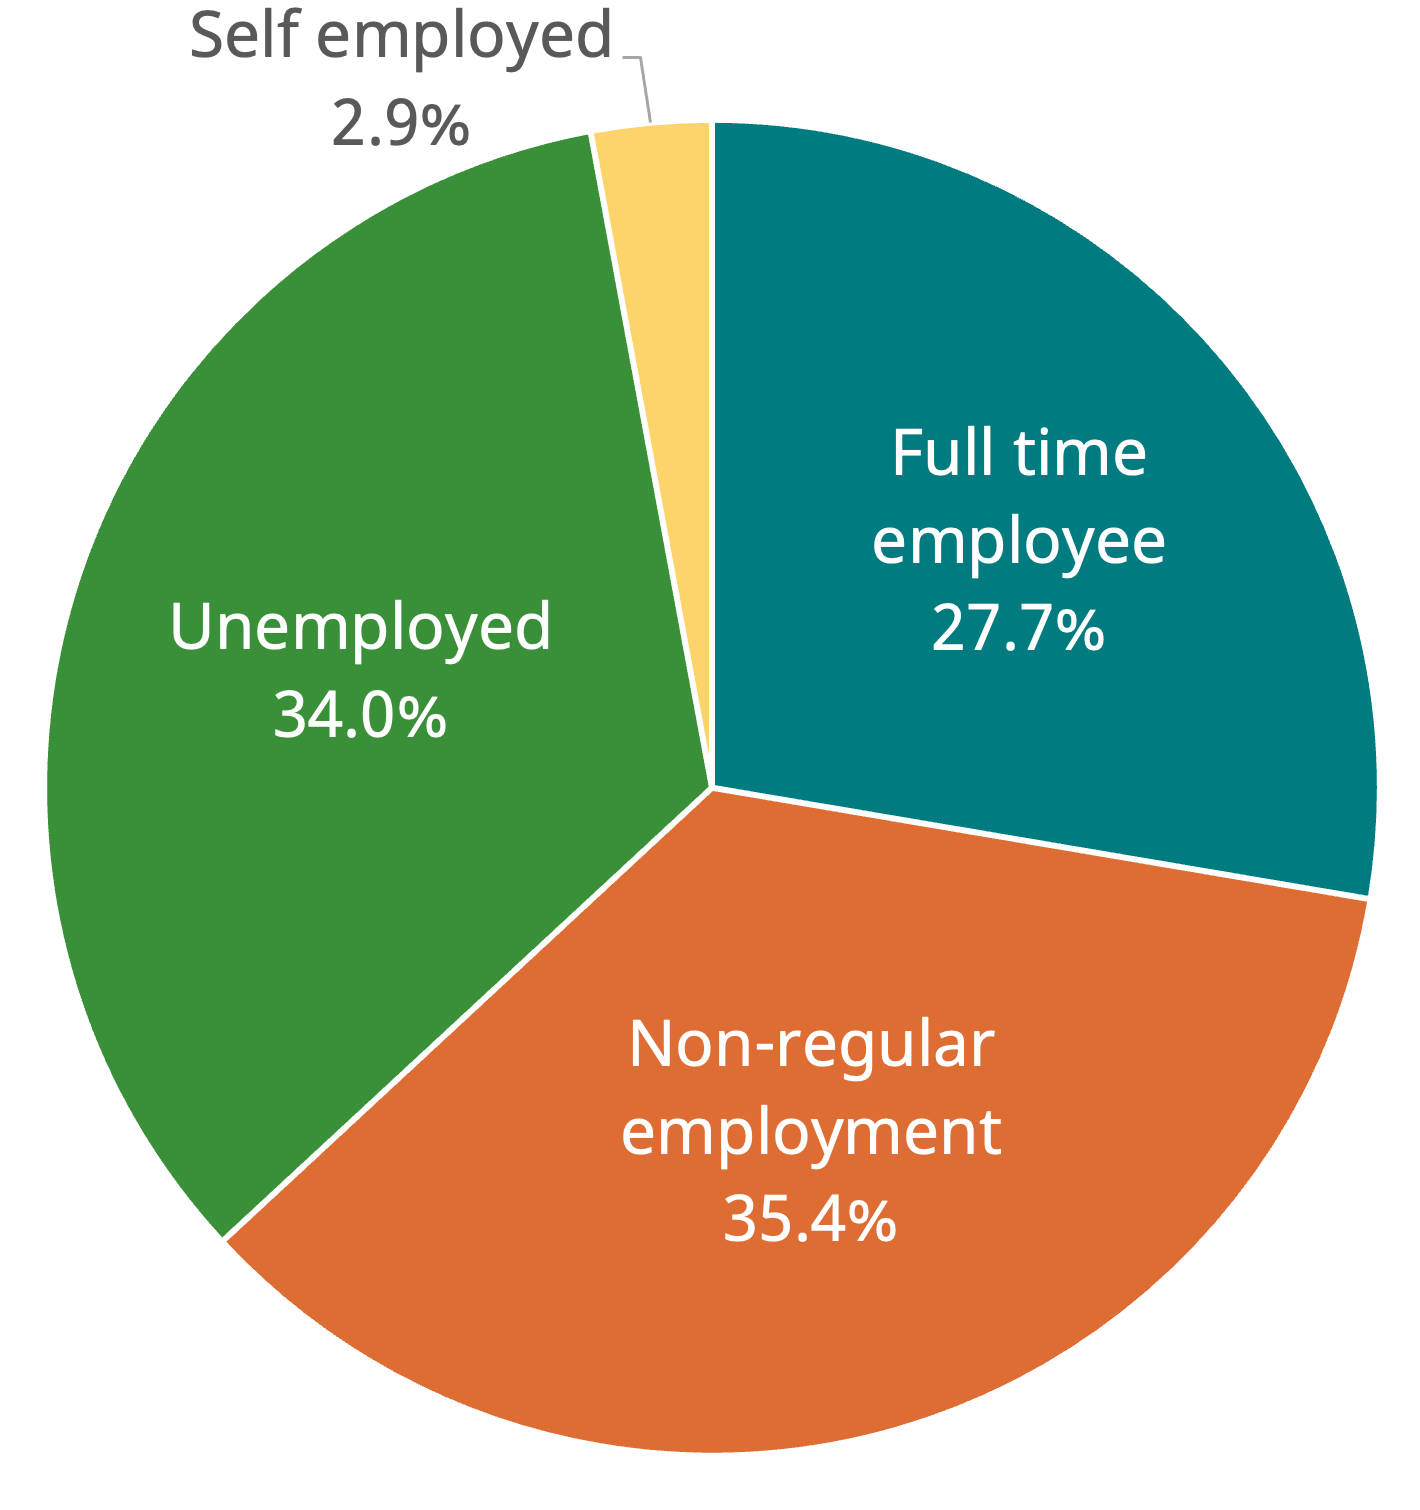 Self employed
2.9%
Full time
employee
27.7%
Unemployed
34.0%
Non-regular
employment
35.4%